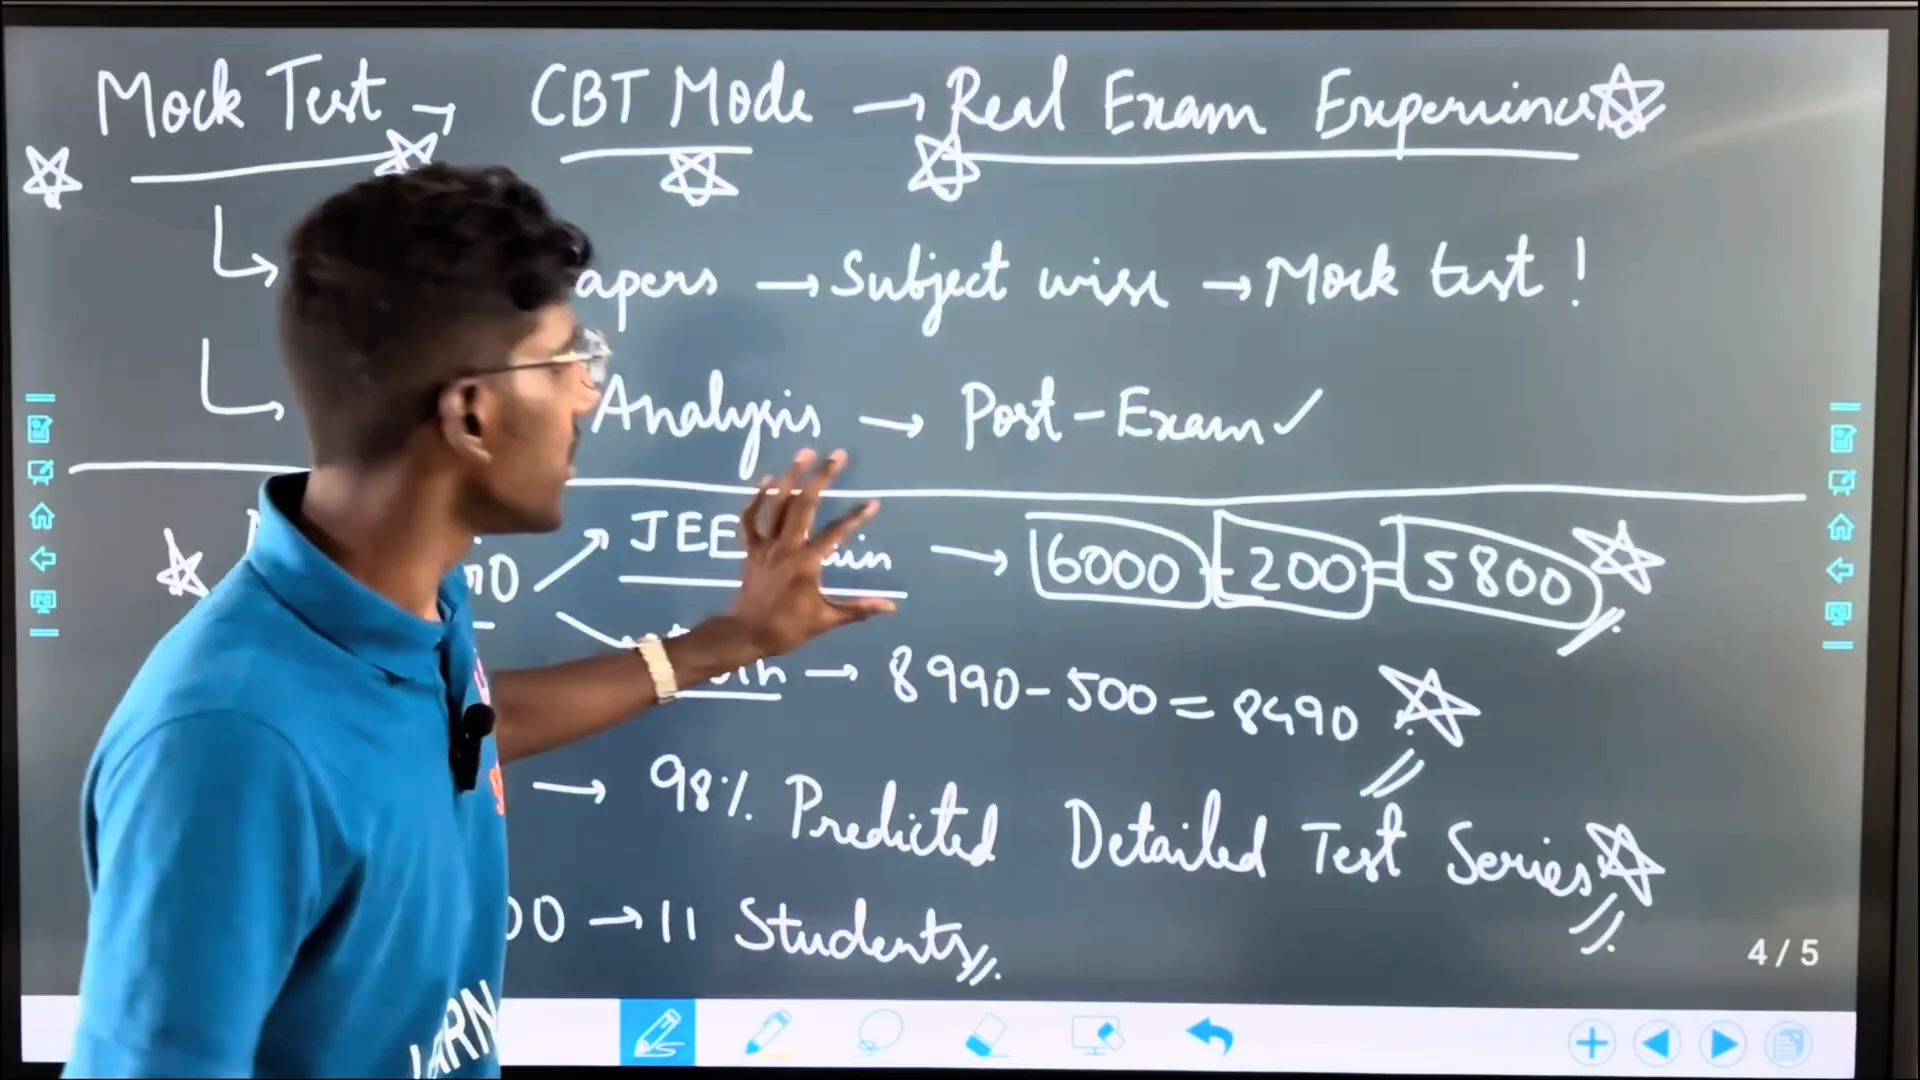 Mock Test → CBT Mode → Real Exam Experience
apers → Subject wise → Mock test !
Analysis → Post-Exam ✓
JEE → 6000 - 200 = 5800
→ 8990 - 500 = 8490
→ 98% Predicted Detailed Test Series
00 → 11 Students
4 / 5